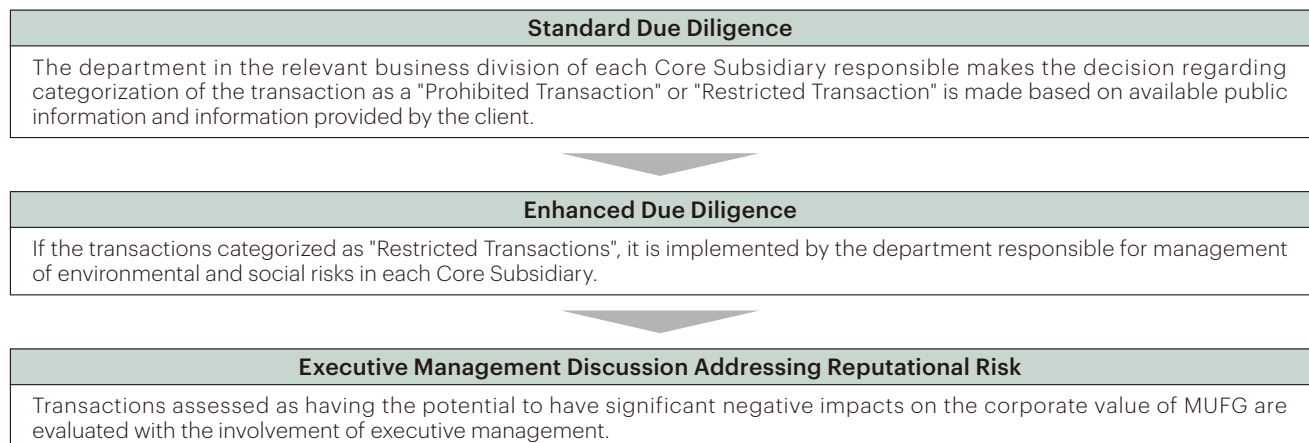 Standard Due Diligence
The department in the relevant business division of each Core Subsidiary responsible makes the decision regarding
categorization of the transaction as a "Prohibited Transaction" or "Restricted Transaction" is made based on available public
information and information provided by the client.
Enhanced Due Diligence
If the transactions categorized as "Restricted Transactions", it is implemented by the department responsible for management
of environmental and social risks in each Core Subsidiary.
Executive Management Discussion Addressing Reputational Risk
Transactions assessed as having the potential to have significant negative impacts on the corporate value of MUFG are
evaluated with the involvement of executive management.